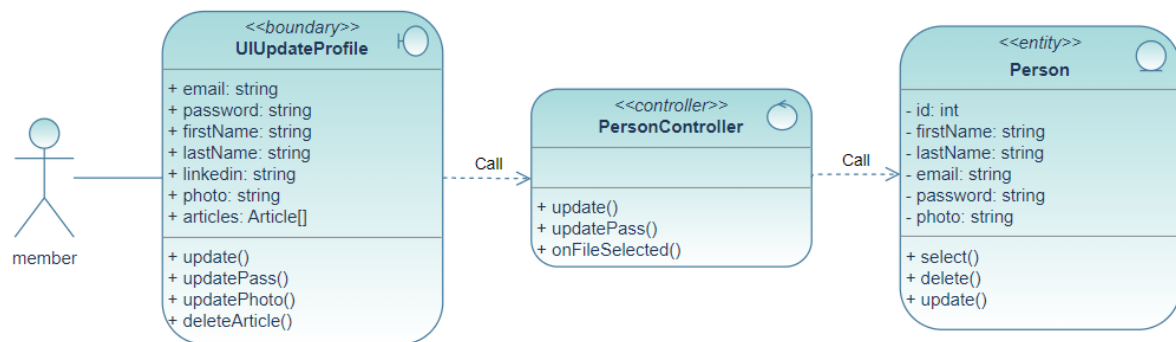 member
<<boundary>>
UIUpdateProfile
+ email: string
+ password: string
+ firstName: string
+ lastName: string
+ linkedin: string
+ photo: string
+ articles: Article[]
+ update()
+ updatePass()
+ updatePhoto()
+ deleteArticle()
Call
<<controller>>
PersonController
+ update()
+ updatePass()
+ onFileSelected()
Call
<<entity>>
Person
- id: int
- firstName: string
- lastName: string
- email: string
- password: string
- photo: string
+ select()
+ delete()
+ update()